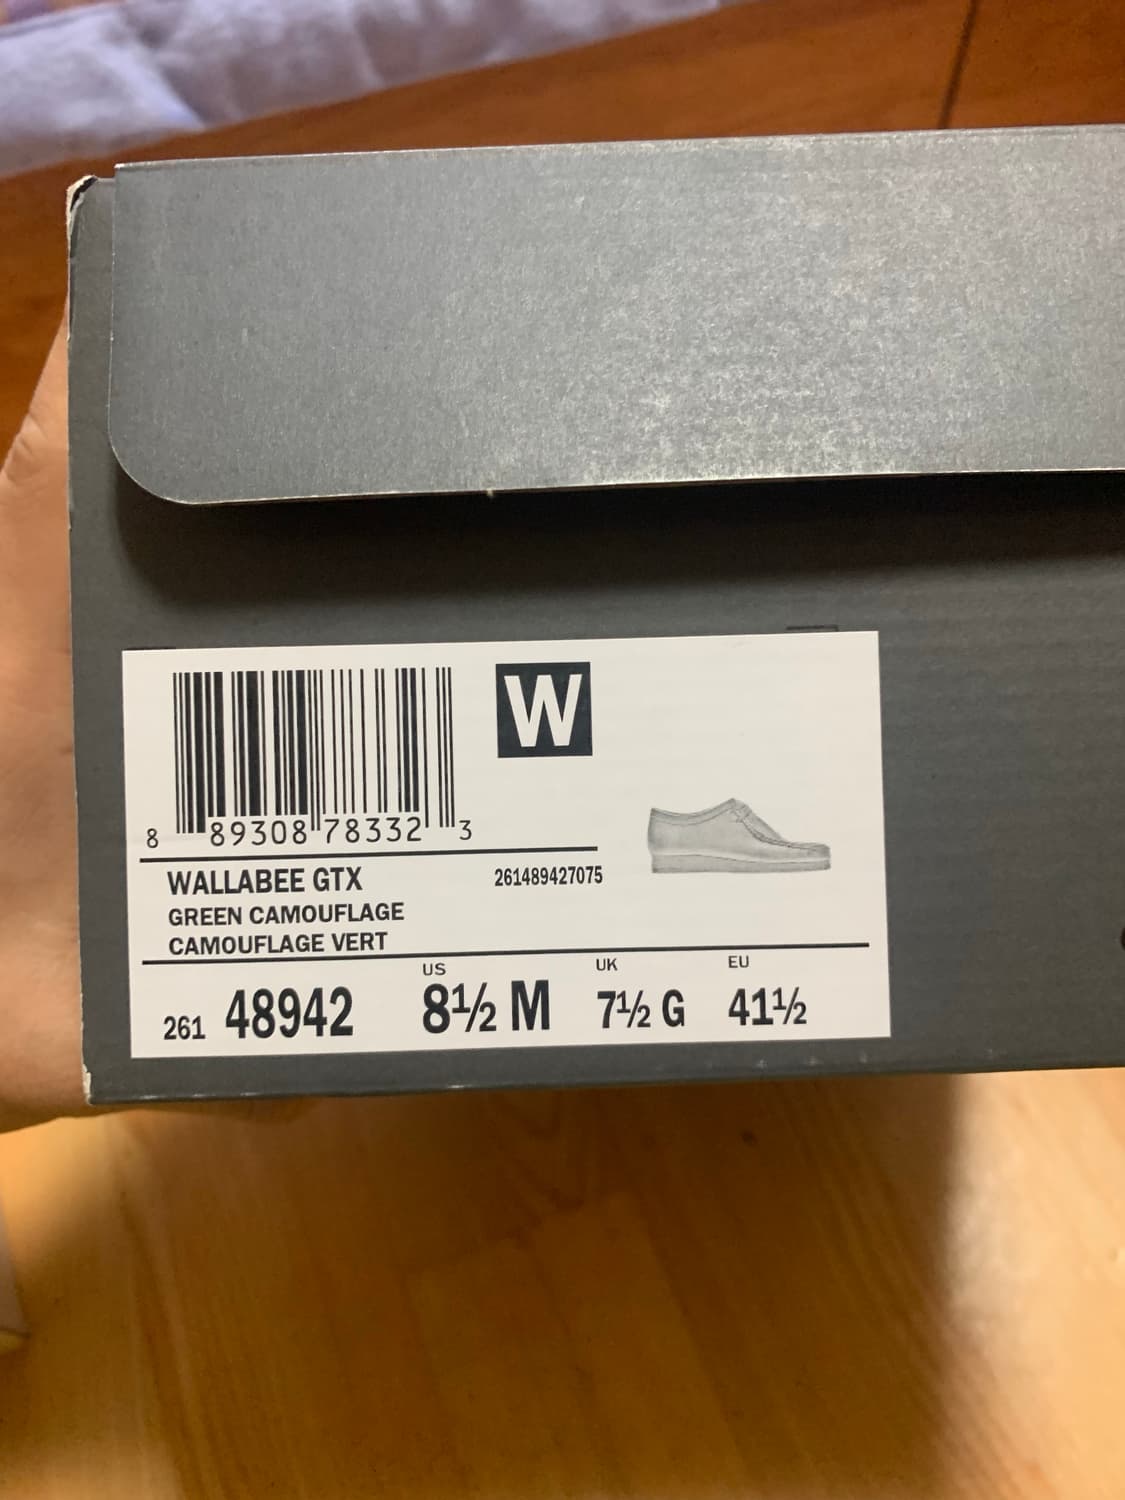 W
8 89308 78332 3
WALLABEE GTX
261489427075
GREEN CAMOUFLAGE
CAMOUFLAGE VERT
US UK EU
261 48942 8½ M 7½ G 41½